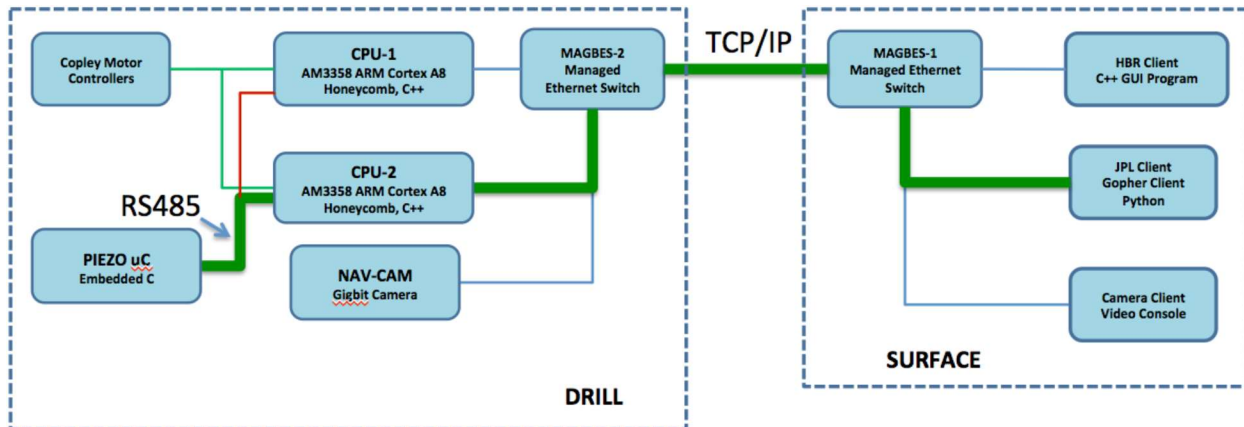 Copley Motor
Controllers
CPU-1
AM3358 ARM Cortex A8
Honeycomb, C++
MAGBES-2
Managed
Ethernet Switch
TCP/IP
MAGBES-1
Managed Ethernet
Switch
HBR Client
C++ GUI Program
CPU-2
AM3358 ARM Cortex A8
Honeycomb, C++
JPL Client
Gopher Client
Python
RS485
PIEZO uC
Embedded C
NAV-CAM
Gigbit Camera
Camera Client
Video Console
DRILL
SURFACE